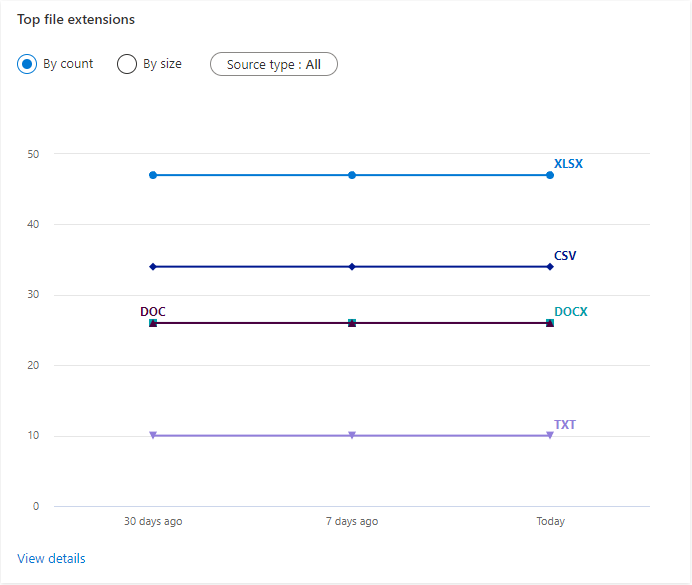 Top file extensions
By count By size Source type : All
50
XLSX
40
CSV
30
DOC DOCX
20
10
TXT
0
30 days ago 7 days ago Today
View details